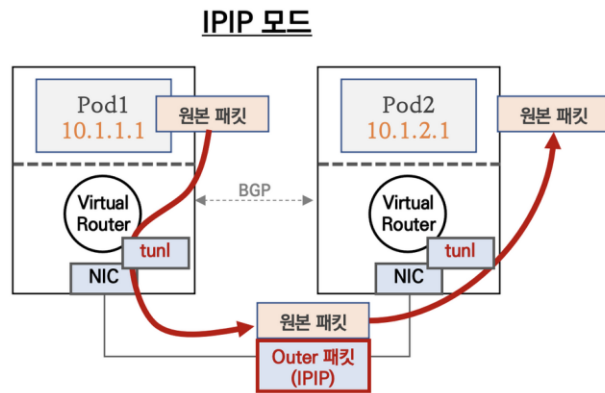 IPIP 모드
Pod1
10.1.1.1
원본 패킷
Pod2
10.1.2.1
원본 패킷
BGP
Virtual
Router
tunl
NIC
Virtual
Router
tunl
NIC
원본 패킷
Outer 패킷
(IPIP)